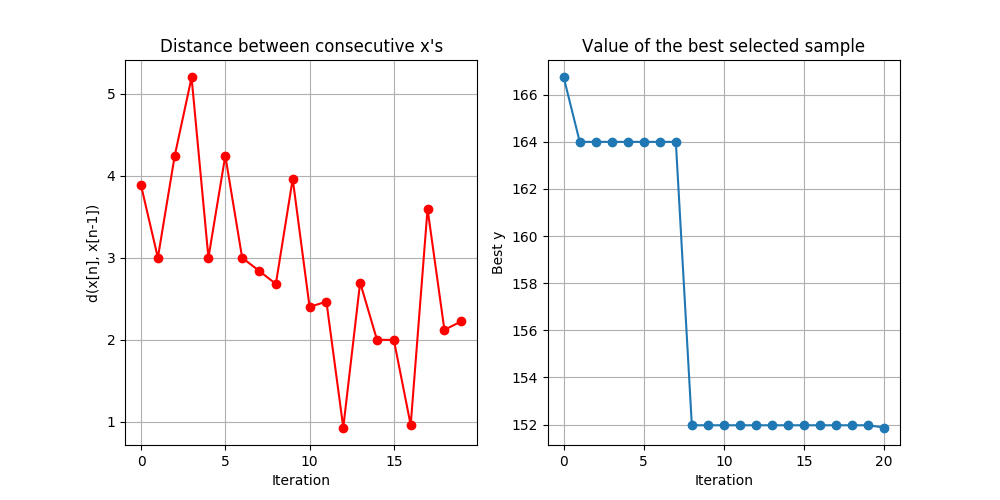 Distance between consecutive x's
5
4
3
2
1
d(x[n], x[n-1])
0 5 10 15
Iteration
Value of the best selected sample
166
164
162
160
158
156
154
152
Best y
0 5 10 15 20
Iteration